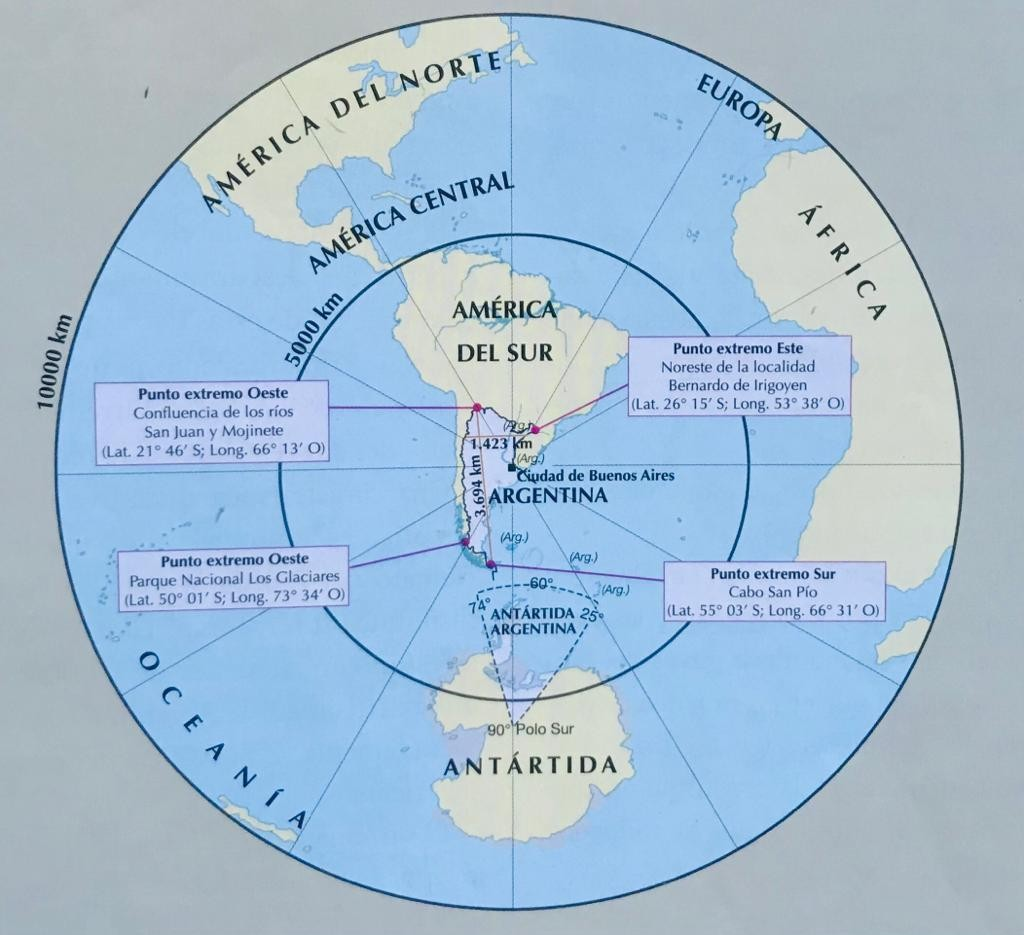 AMÉRICA DEL NORTE
EUROPA
AMÉRICA CENTRAL
ÁFRICA
10000 km
5000 km
AMÉRICA
DEL SUR
Punto extremo Este
Noreste de la localidad
Bernardo de Irigoyen
(Lat. 26° 15′ S; Long. 53° 38′ O)
Punto extremo Oeste
Confluencia de los ríos
San Juan y Mojinete
(Lat. 21° 46′ S; Long. 66° 13′ O)
(Arg.)
1.423 km
(Arg.)
3.694 km
Ciudad de Buenos Aires
ARGENTINA
(Arg.)
(Arg.)
(Arg.)
Punto extremo Oeste
Parque Nacional Los Glaciares
(Lat. 50° 01′ S; Long. 73° 34′ O)
Punto extremo Sur
Cabo San Pío
(Lat. 55° 03′ S; Long. 66° 31′ O)
60°
74°
25°
ANTÁRTIDA
ARGENTINA
OCEANÍA
90° Polo Sur
ANTÁRTIDA